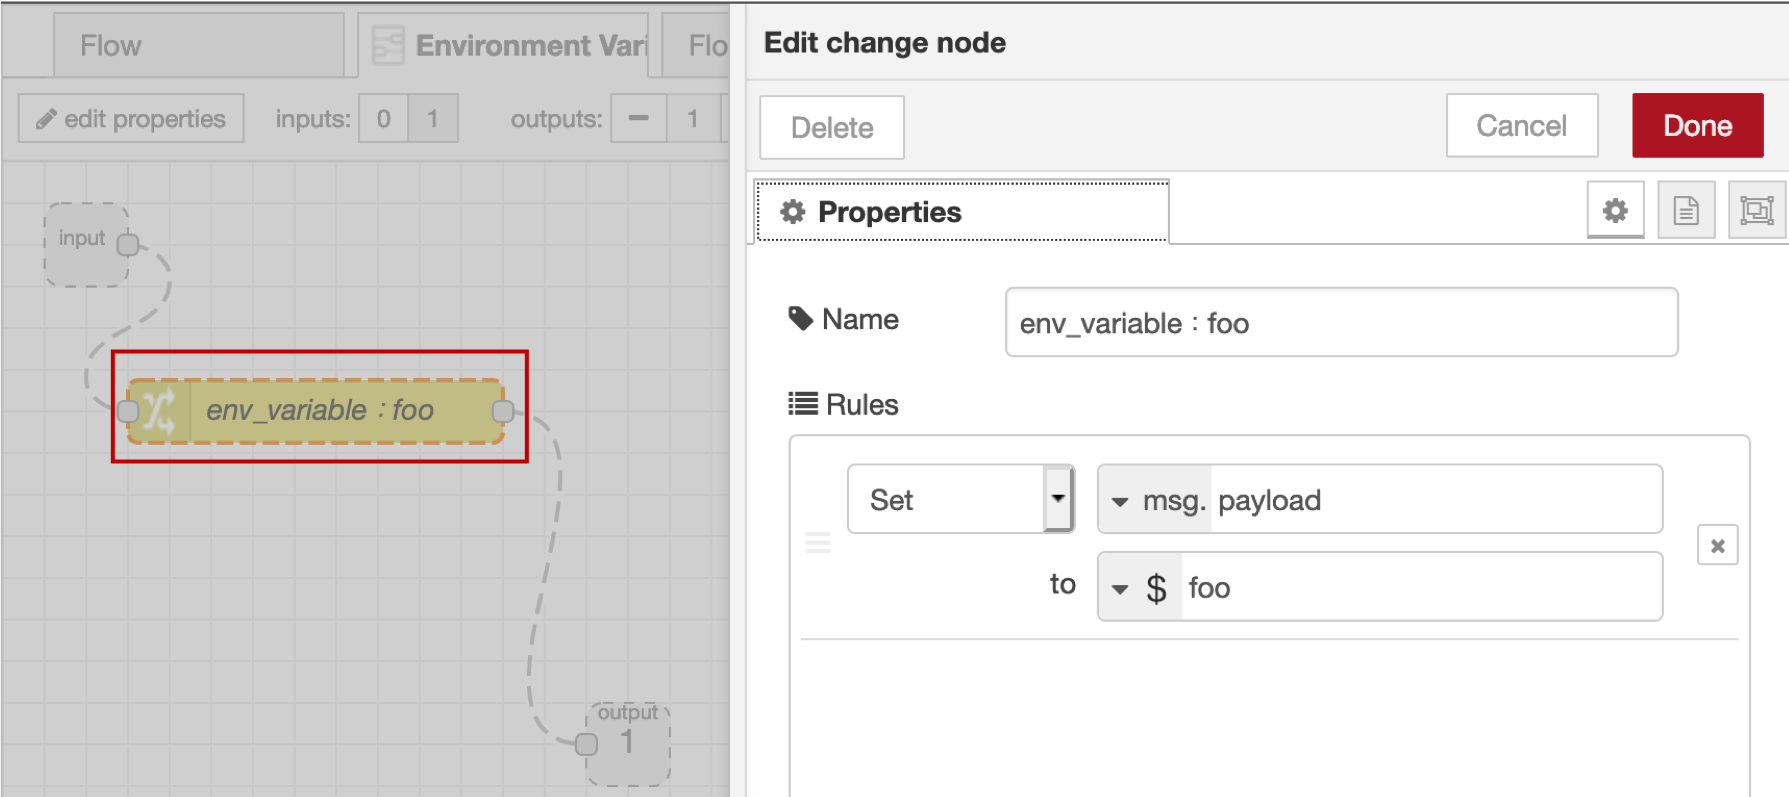 Flow
Environment Vari
Flo
edit properties
inputs:
0
1
outputs:
1
input
env_variable : foo
output
1
Edit change node
Delete
Cancel
Done
Properties
Name
env_variable : foo
Rules
Set
msg. payload
to
$ foo